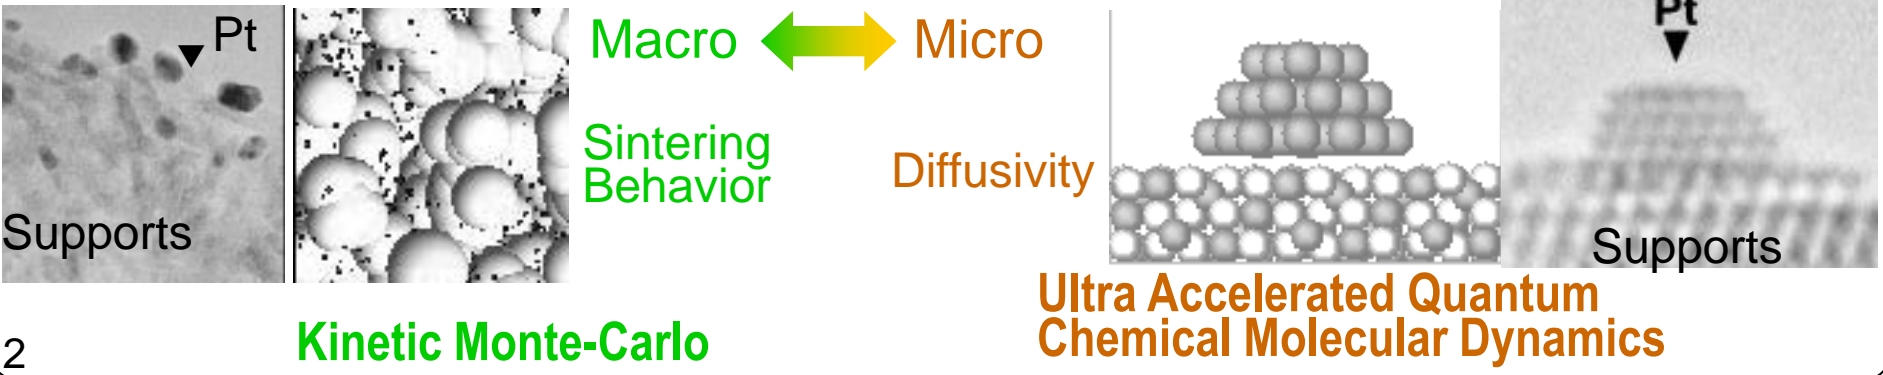 Pt
Supports
Macro
Micro
Sintering
Behavior
Diffusivity
Pt
Supports
Kinetic Monte-Carlo
Ultra Accelerated Quantum
Chemical Molecular Dynamics
2